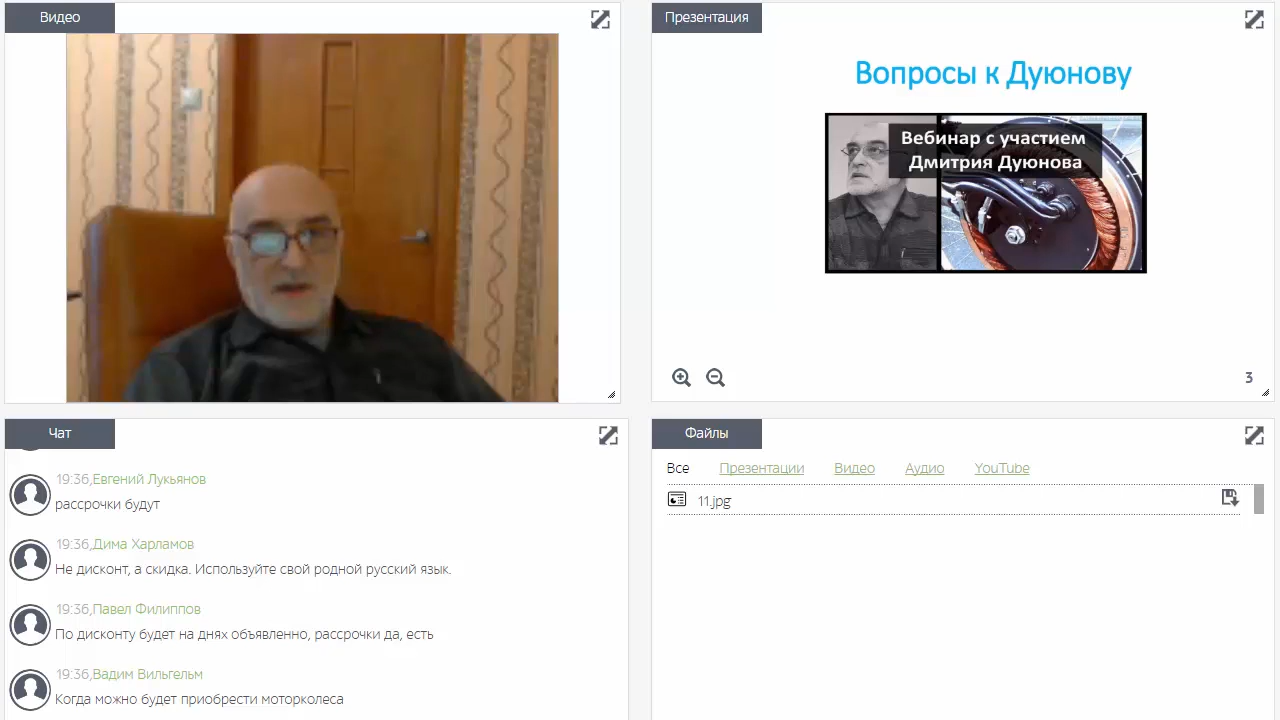 Видео
Презентация
Вопросы к Дуюнову
Вебинар с участием
Дмитрия Дуюнова
3
Чат
19:36,Евгений Лукьянов
рассрочки будут
19:36,Дима Харламов
Не дисконт, а скидка. Используйте свой родной русский язык.
19:36,Павел Филиппов
По дисконту будет на днях объявленно, рассрочки да, есть
19:36,Вадим Вильгельм
Когда можно будет приобрести моторколеса
Файлы
Все Презентации Видео Аудио YouTube
11.jpg